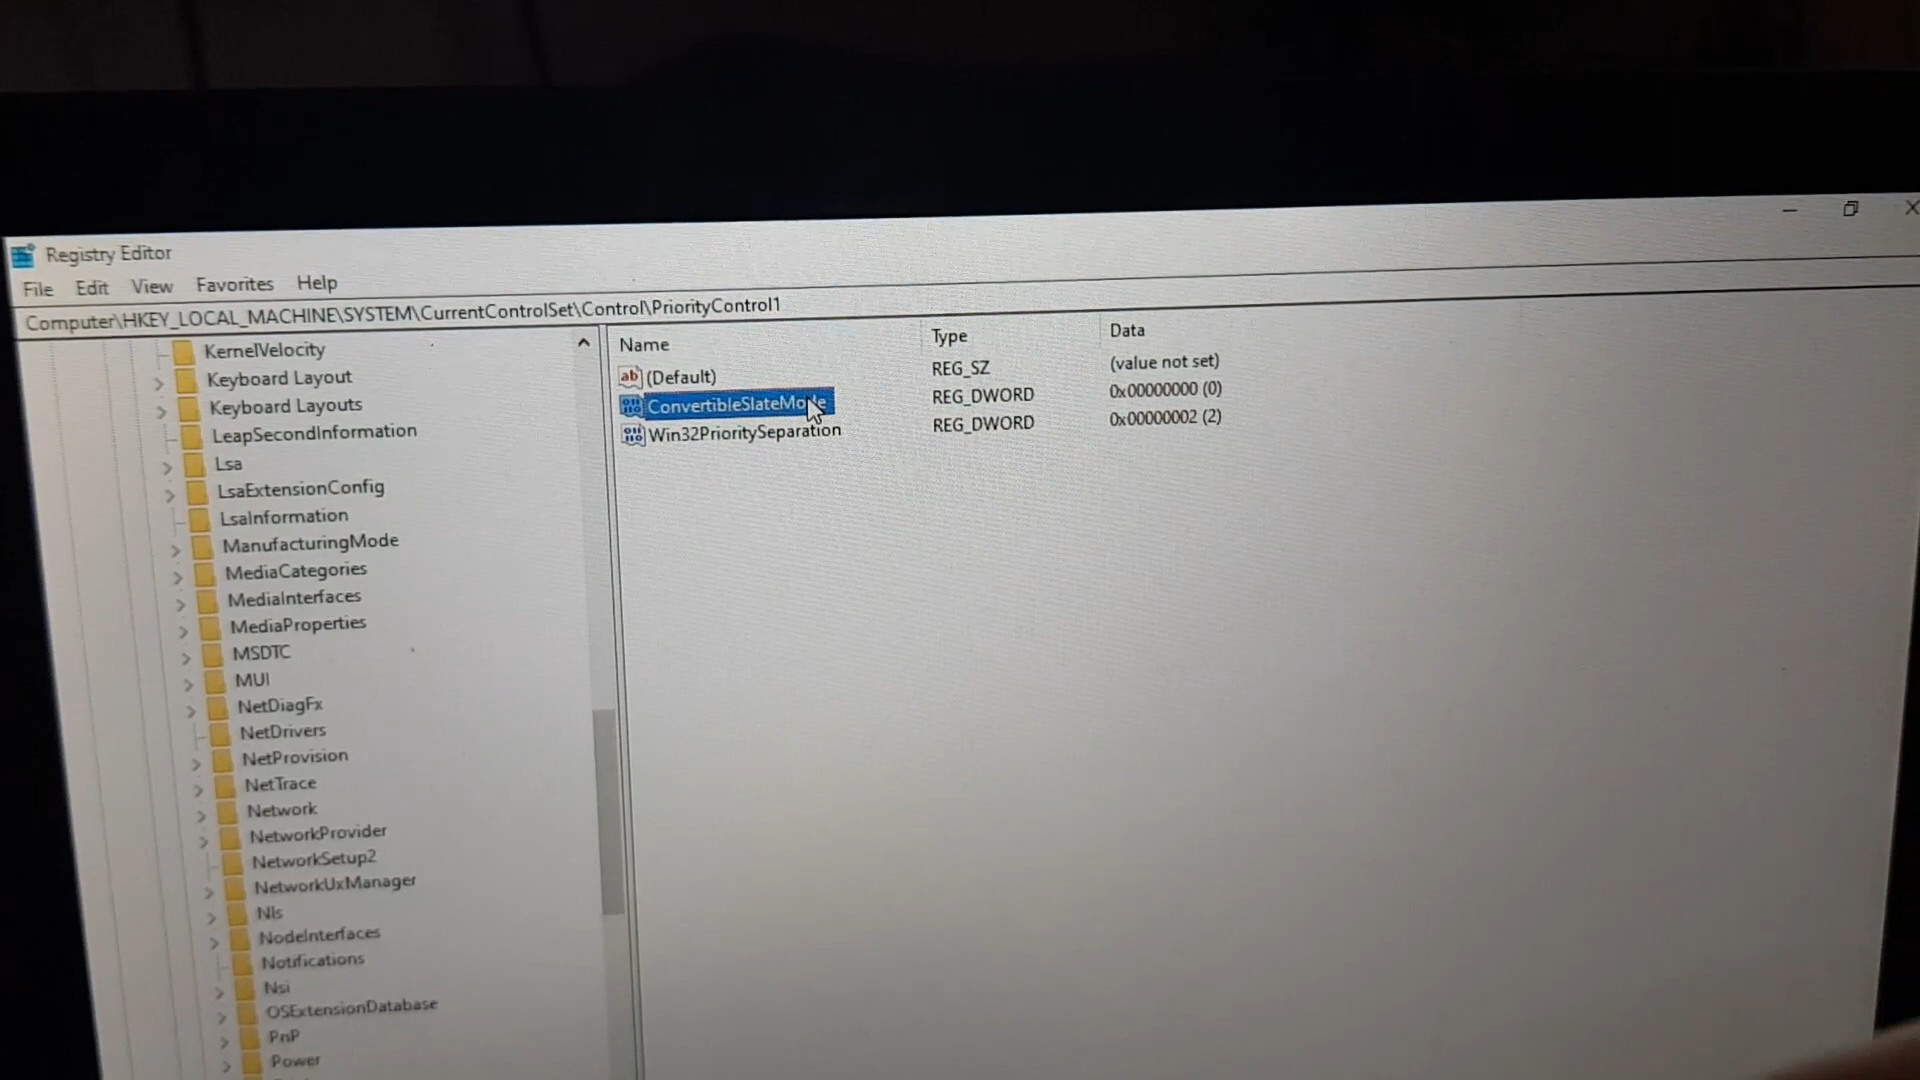 Registry Editor
File Edit View Favorites Help
Computer\HKEY_LOCAL_MACHINE\SYSTEM\CurrentControlSet\Control\PriorityControl1
KernelVelocity
Keyboard Layout
Keyboard Layouts
LeapSecondInformation
Lsa
LsaExtensionConfig
LsaInformation
ManufacturingMode
MediaCategories
MediaInterfaces
MediaProperties
MSDTC
MUI
NetDiagFx
NetDrivers
NetProvision
NetTrace
Network
NetworkProvider
NetworkSetup2
NetworkUxManager
Nls
NodeInterfaces
Notifications
Nsi
OSExtensionDatabase
PnP
Power
Name Type Data
ab (Default) REG_SZ (value not set)
ConvertibleSlateMode REG_DWORD 0x00000000 (0)
Win32PrioritySeparation REG_DWORD 0x00000002 (2)